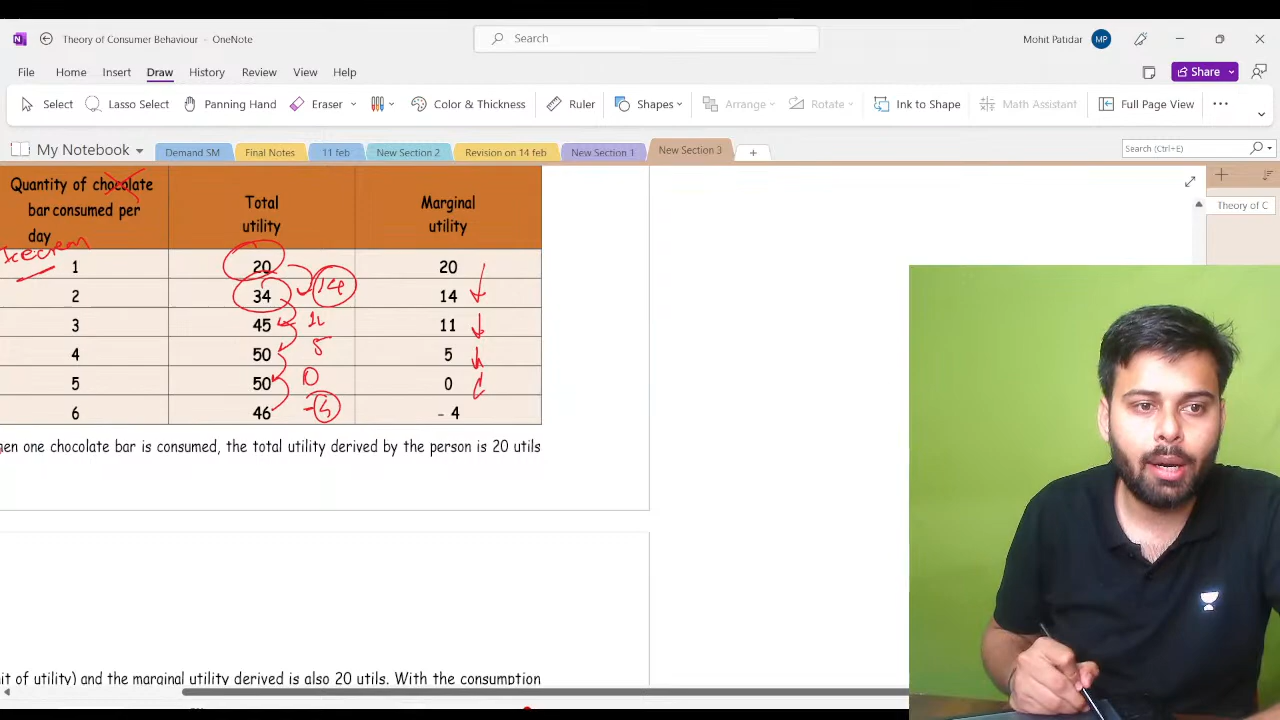 Theory of Consumer Behaviour - OneNote
Search
Mohit Patidar MP
File Home Insert Draw History Review View Help
Share
Select Lasso Select Panning Hand Eraser Color & Thickness Ruler Shapes Arrange Rotate Ink to Shape Math Assistant Full Page View
My Notebook Demand SM Final Notes 11 feb New Section 2 Revision on 14 feb New Section 1 New Section 3
Search (Ctrl+E)
Theory of C
Quantity of chocolate
bar consumed per
day
Total
utility
Marginal
utility
Icecream
1 20 20
14
2 34 14
3 45 11
11
5
4 50 5
5 50 0
0
6 46 - 4
hen one chocolate bar is consumed, the total utility derived by the person is 20 utils
it of utility) and the marginal utility derived is also 20 utils. With the consumption